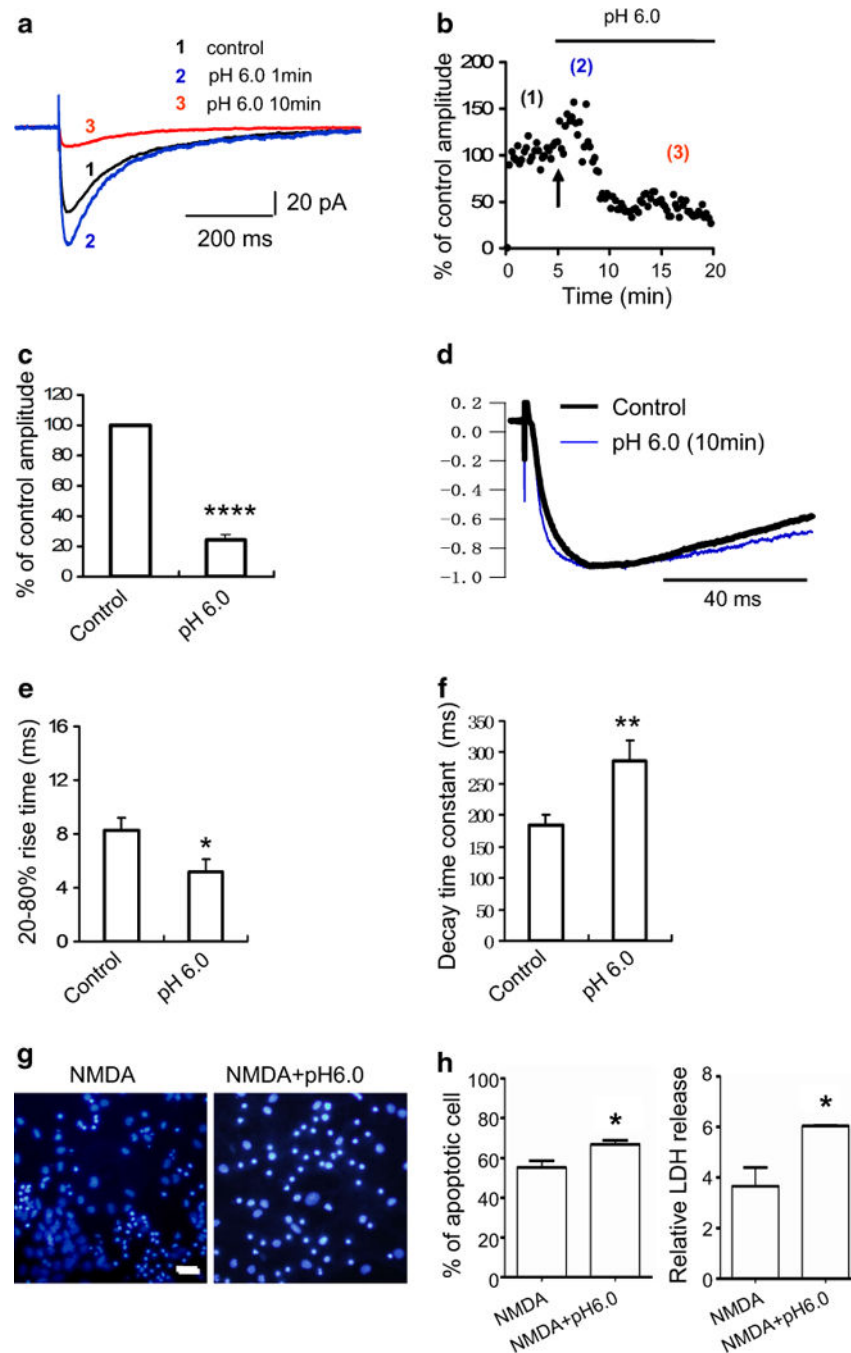 a
1 control
2 pH 6.0 1min
3 pH 6.0 10min
3
1
2
20 pA
200 ms
b
pH 6.0
% of control amplitude
200
150
100
50
0
(1)
(2)
(3)
0 5 10 15 20
Time (min)
c
% of control amplitude
120
100
80
60
40
20
0
****
Control
pH 6.0
d
0.2
0.0
-0.2
-0.4
-0.6
-0.8
-1.0
Control
pH 6.0 (10min)
40 ms
e
20-80% rise time (ms)
16
12
8
4
0
*
Control
pH 6.0
f
Decay time constant (ms)
350
300
250
200
150
100
50
0
**
Control
pH 6.0
g
NMDA
NMDA+pH6.0
h
% of apoptotic cell
100
80
60
40
60
20
0
*
NMDA
NMDA+pH6.0
Relative LDH release
6
4
2
4
6
8
*
NMDA
NMDA+pH6.0